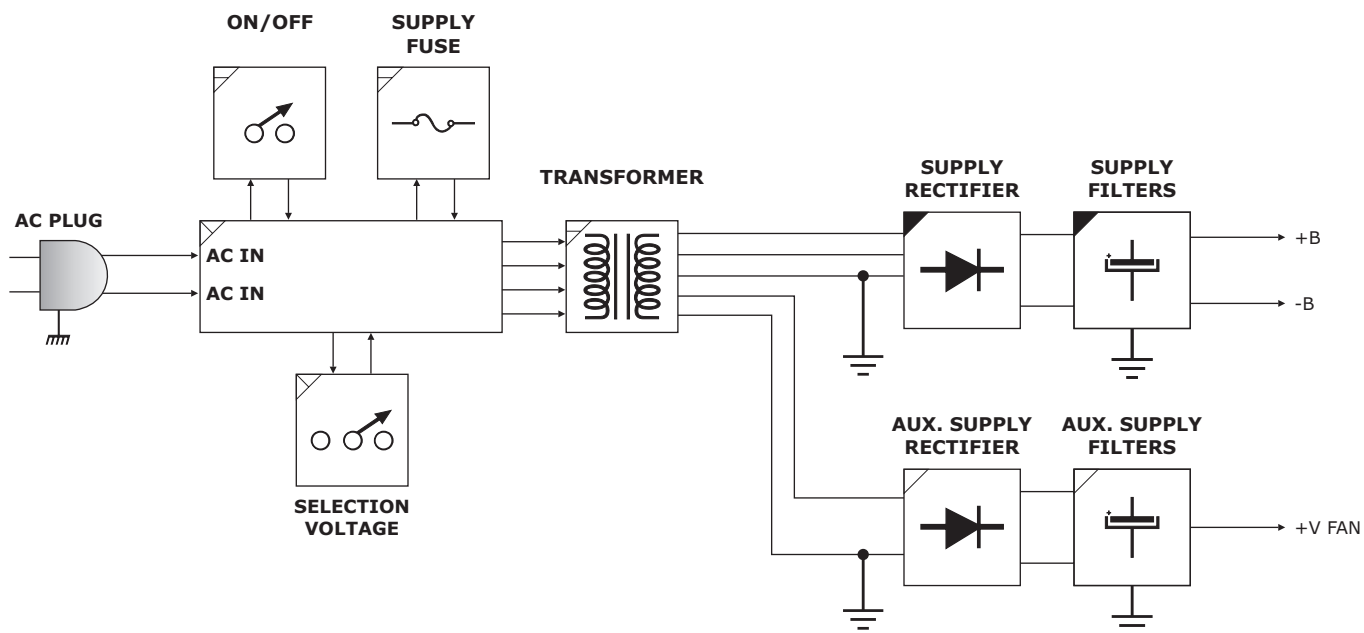 ON/OFF
SUPPLY
FUSE
AC PLUG
AC IN
AC IN
SELECTION
VOLTAGE
TRANSFORMER
SUPPLY
RECTIFIER
SUPPLY
FILTERS
+B
-B
AUX. SUPPLY
RECTIFIER
AUX. SUPPLY
FILTERS
+V FAN